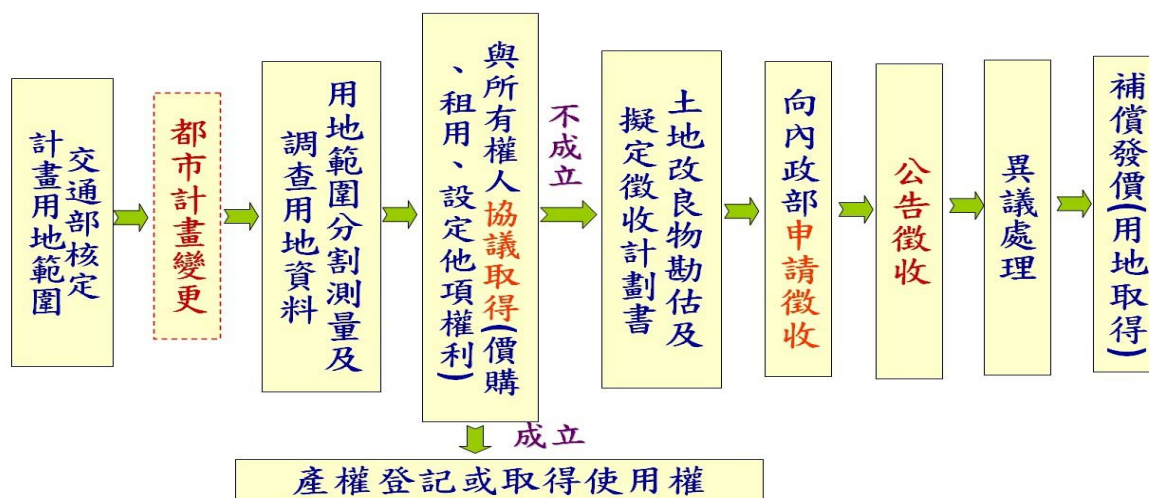 交通部核定
計畫用地範圍
都市計畫變更
用地範圍分割測量及
調查用地資料
與所有權人協議取得(價購
、租用、設定他項權利)
不成立
土地改良物勘估及
擬定徵收計劃書
向內政部申請徵收
公告徵收
異議處理
補償發價(用地取得)
成立
產權登記或取得使用權